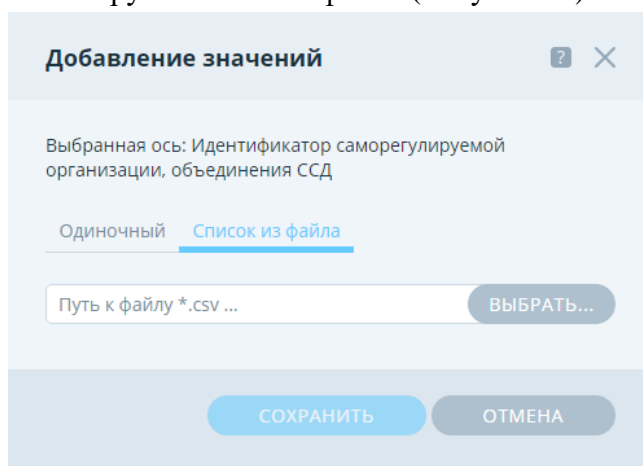 Добавление значений
?
Выбранная ось: Идентификатор саморегулируемой
организации, объединения ССД
Одиночный Список из файла
Путь к файлу *.csv ... ВЫБРАТЬ...
СОХРАНИТЬ ОТМЕНА